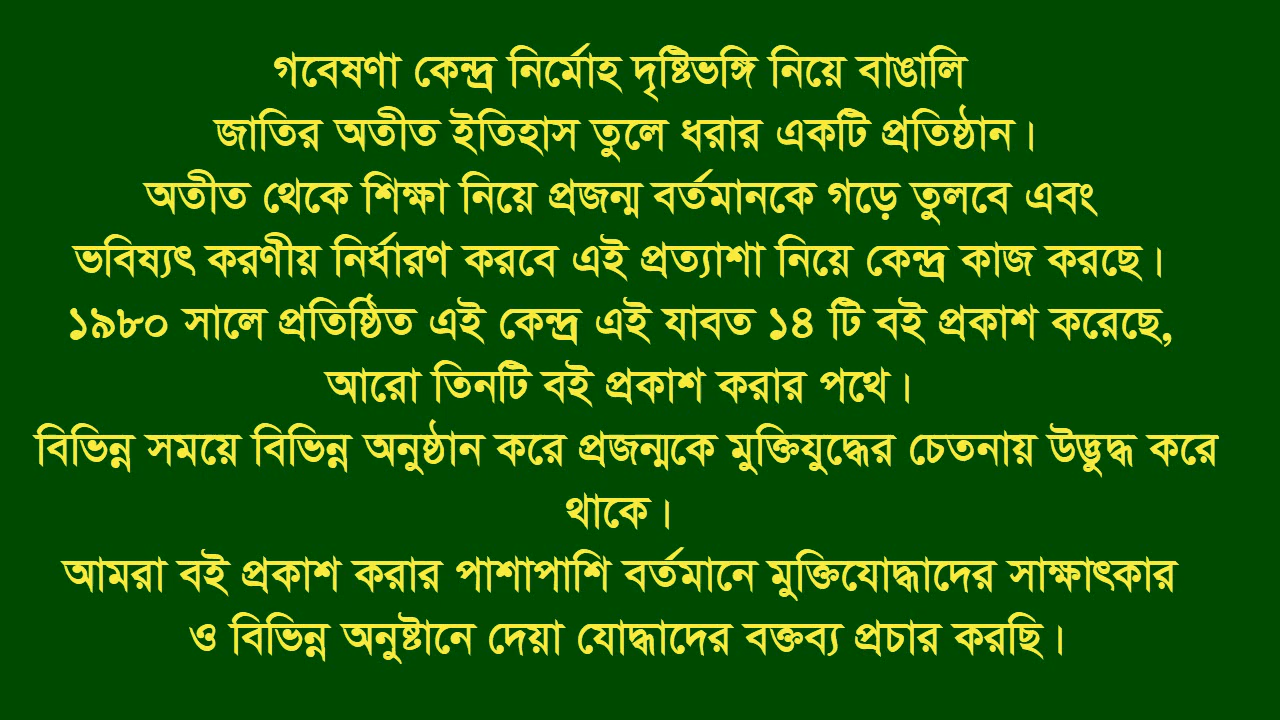 গবেষণা কেন্দ্র নির্মোহ দৃষ্টিভঙ্গি নিয়ে বাঙালি
জাতির অতীত ইতিহাস তুলে ধরার একটি প্রতিষ্ঠান।
অতীত থেকে শিক্ষা নিয়ে প্রজন্ম বর্তমানকে গড়ে তুলবে এবং
ভবিষ্যৎ করণীয় নির্ধারণ করবে এই প্রত্যাশা নিয়ে কেন্দ্র কাজ করছে।
১৯৮০ সালে প্রতিষ্ঠিত এই কেন্দ্র এই যাবত ১৪ টি বই প্রকাশ করেছে,
আরো তিনটি বই প্রকাশ করার পথে।
বিভিন্ন সময়ে বিভিন্ন অনুষ্ঠান করে প্রজন্মকে মুক্তিযুদ্ধের চেতনায় উদ্ভুদ্ধ করে
থাকে।
আমরা বই প্রকাশ করার পাশাপাশি বর্তমানে মুক্তিযোদ্ধাদের সাক্ষাৎকার
ও বিভিন্ন অনুষ্টানে দেয়া যোদ্ধাদের বক্তব্য প্রচার করছি।